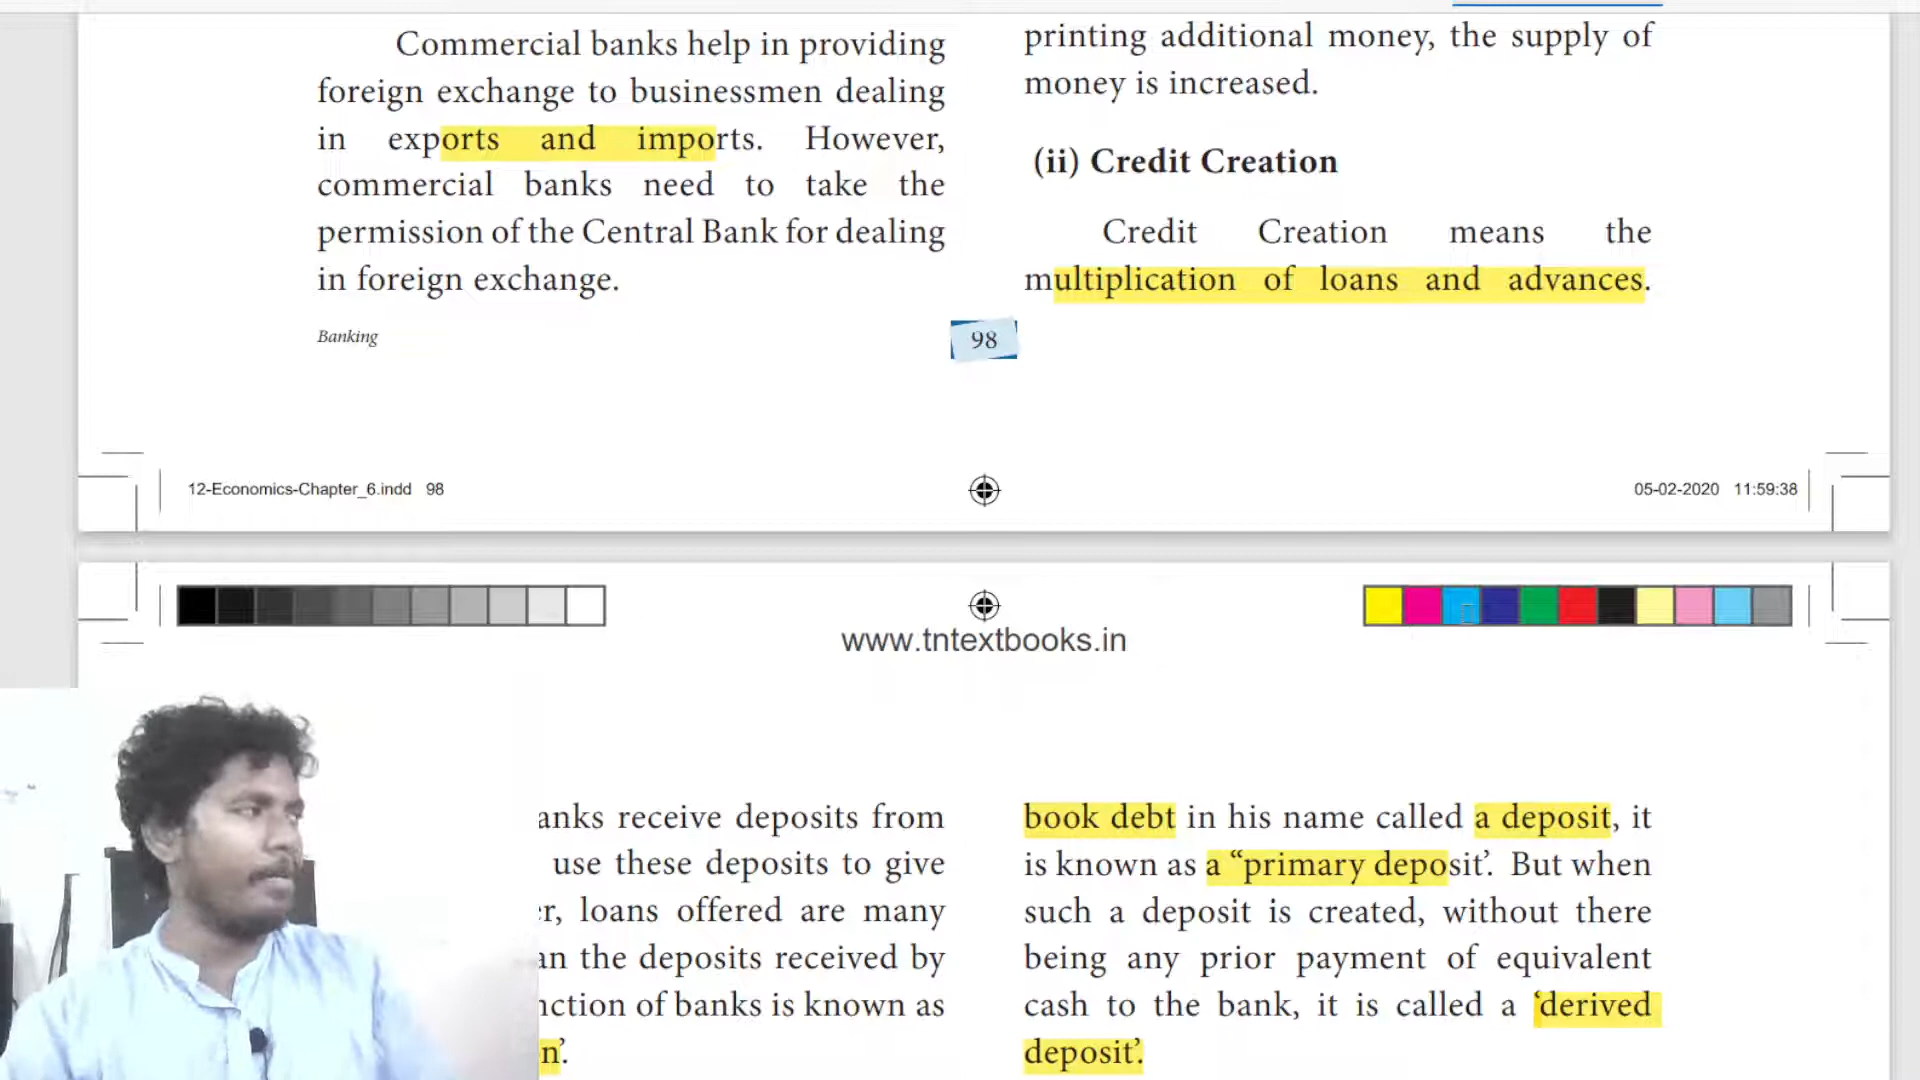 Commercial banks help in providing
foreign exchange to businessmen dealing
in exports and imports. However,
commercial banks need to take the
permission of the Central Bank for dealing
in foreign exchange.
printing additional money, the supply of
money is increased.
(ii) Credit Creation
Credit Creation means the
multiplication of loans and advances.
Banking
98
12-Economics-Chapter_6.indd 98
05-02-2020 11:59:38
www.tntextbooks.in
anks receive deposits from
use these deposits to give
er, loans offered are many
an the deposits received by
nction of banks is known as
n’.
book debt in his name called a deposit, it
is known as a “primary deposit’. But when
such a deposit is created, without there
being any prior payment of equivalent
cash to the bank, it is called a ‘derived
deposit’.